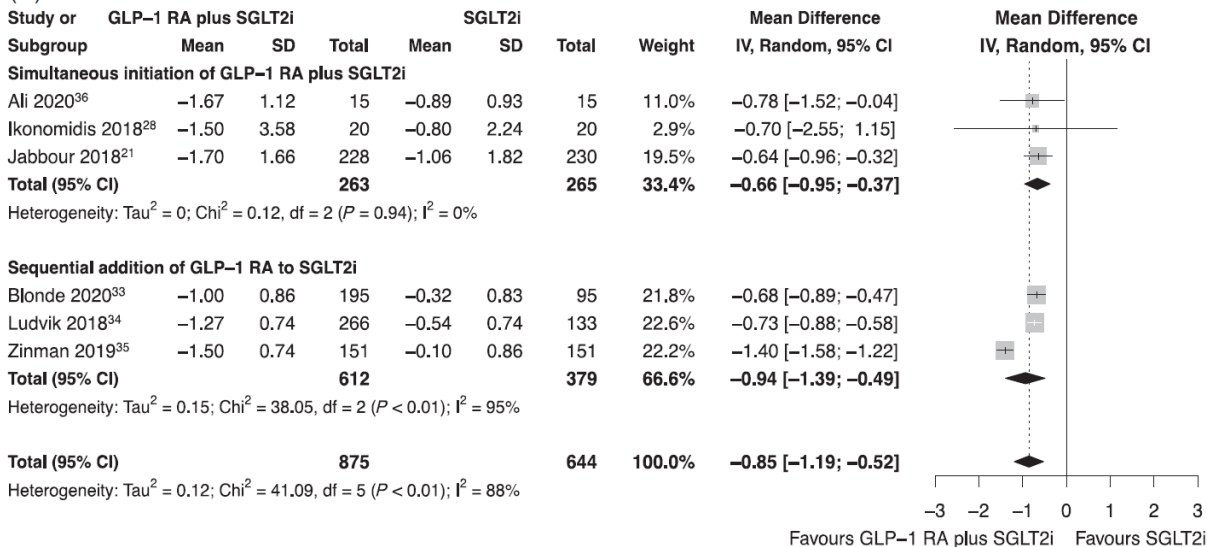 Study or GLP–1 RA plus SGLT2i SGLT2i Mean Difference Mean Difference
Subgroup Mean SD Total Mean SD Total Weight IV, Random, 95% CI IV, Random, 95% CI
Simultaneous initiation of GLP–1 RA plus SGLT2i
Ali 2020³⁶ −1.67 1.12 15 −0.89 0.93 15 11.0% −0.78 [−1.52; −0.04]
Ikonomidis 2018²⁸ −1.50 3.58 20 −0.80 2.24 20 2.9% −0.70 [−2.55; 1.15]
Jabbour 2018²¹ −1.70 1.66 228 −1.06 1.82 230 19.5% −0.64 [−0.96; −0.32]
Total (95% CI) 263 265 33.4% −0.66 [−0.95; −0.37]
Heterogeneity: Tau² = 0; Chi² = 0.12, df = 2 (P = 0.94); I² = 0%
Sequential addition of GLP–1 RA to SGLT2i
Blonde 2020³³ −1.00 0.86 195 −0.32 0.83 95 21.8% −0.68 [−0.89; −0.47]
Ludvik 2018³⁴ −1.27 0.74 266 −0.54 0.74 133 22.6% −0.73 [−0.88; −0.58]
Zinman 2019³⁵ −1.50 0.74 151 −0.10 0.86 151 22.2% −1.40 [−1.58; −1.22]
Total (95% CI) 612 379 66.6% −0.94 [−1.39; −0.49]
Heterogeneity: Tau² = 0.15; Chi² = 38.05, df = 2 (P < 0.01); I² = 95%
Total (95% CI) 875 644 100.0% −0.85 [−1.19; −0.52]
Heterogeneity: Tau² = 0.12; Chi² = 41.09, df = 5 (P < 0.01); I² = 88%
−3 −2 −1 0 1 2 3
Favours GLP–1 RA plus SGLT2i Favours SGLT2i